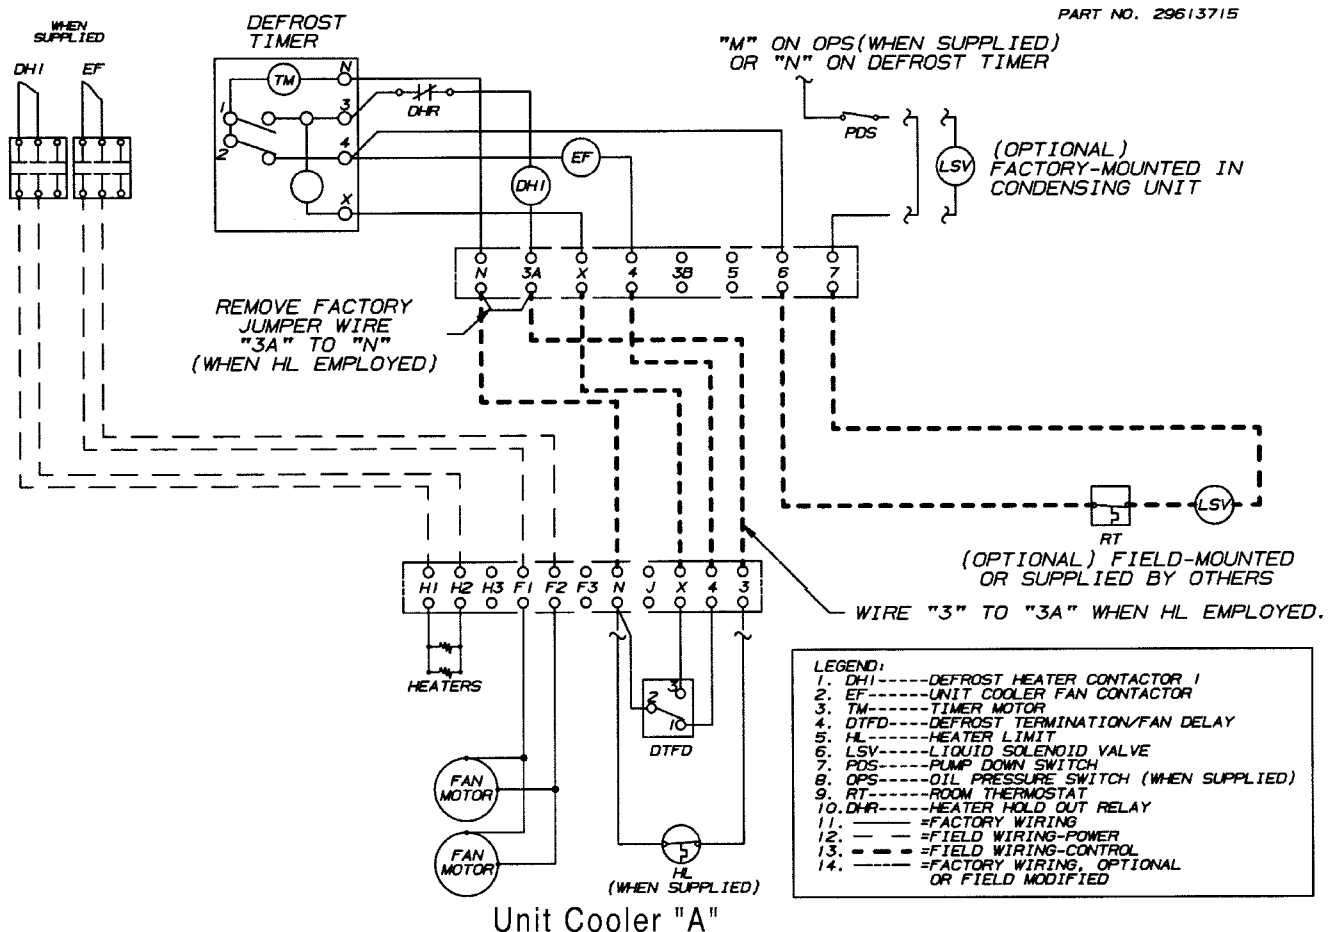 PART NO. 29613715
WHEN
SUPPLIED
DH1 EF
DEFROST
TIMER
TM
N
3
4
X
1
2
DHR
EF
DH1
"M" ON OPS(WHEN SUPPLIED)
OR "N" ON DEFROST TIMER
PDS
LSV
(OPTIONAL)
FACTORY-MOUNTED IN
CONDENSING UNIT
N 3A X 4 3B 5 6 7
REMOVE FACTORY
JUMPER WIRE
"3A" TO "N"
(WHEN HL EMPLOYED)
RT
LSV
(OPTIONAL) FIELD-MOUNTED
OR SUPPLIED BY OTHERS
WIRE "3" TO "3A" WHEN HL EMPLOYED.
H1 H2 H3 F1 F2 F3 N J X 4 3
HEATERS
3
2
1
DTFD
FAN
MOTOR
FAN
MOTOR
HL
(WHEN SUPPLIED)
LEGEND:
1. DH1-----DEFROST HEATER CONTACTOR 1
2. EF------UNIT COOLER FAN CONTACTOR
3. TM------TIMER MOTOR
4. DTFD----DEFROST TERMINATION/FAN DELAY
5. HL------HEATER LIMIT
6. LSV-----LIQUID SOLENOID VALVE
7. PDS-----PUMP DOWN SWITCH
8. OPS-----OIL PRESSURE SWITCH (WHEN SUPPLIED)
9. RT------ROOM THERMOSTAT
10.DHR-----HEATER HOLD OUT RELAY
11. =FACTORY WIRING
12. =FIELD WIRING-POWER
13. =FIELD WIRING-CONTROL
14. =FACTORY WIRING, OPTIONAL
OR FIELD MODIFIED
Unit Cooler "A"